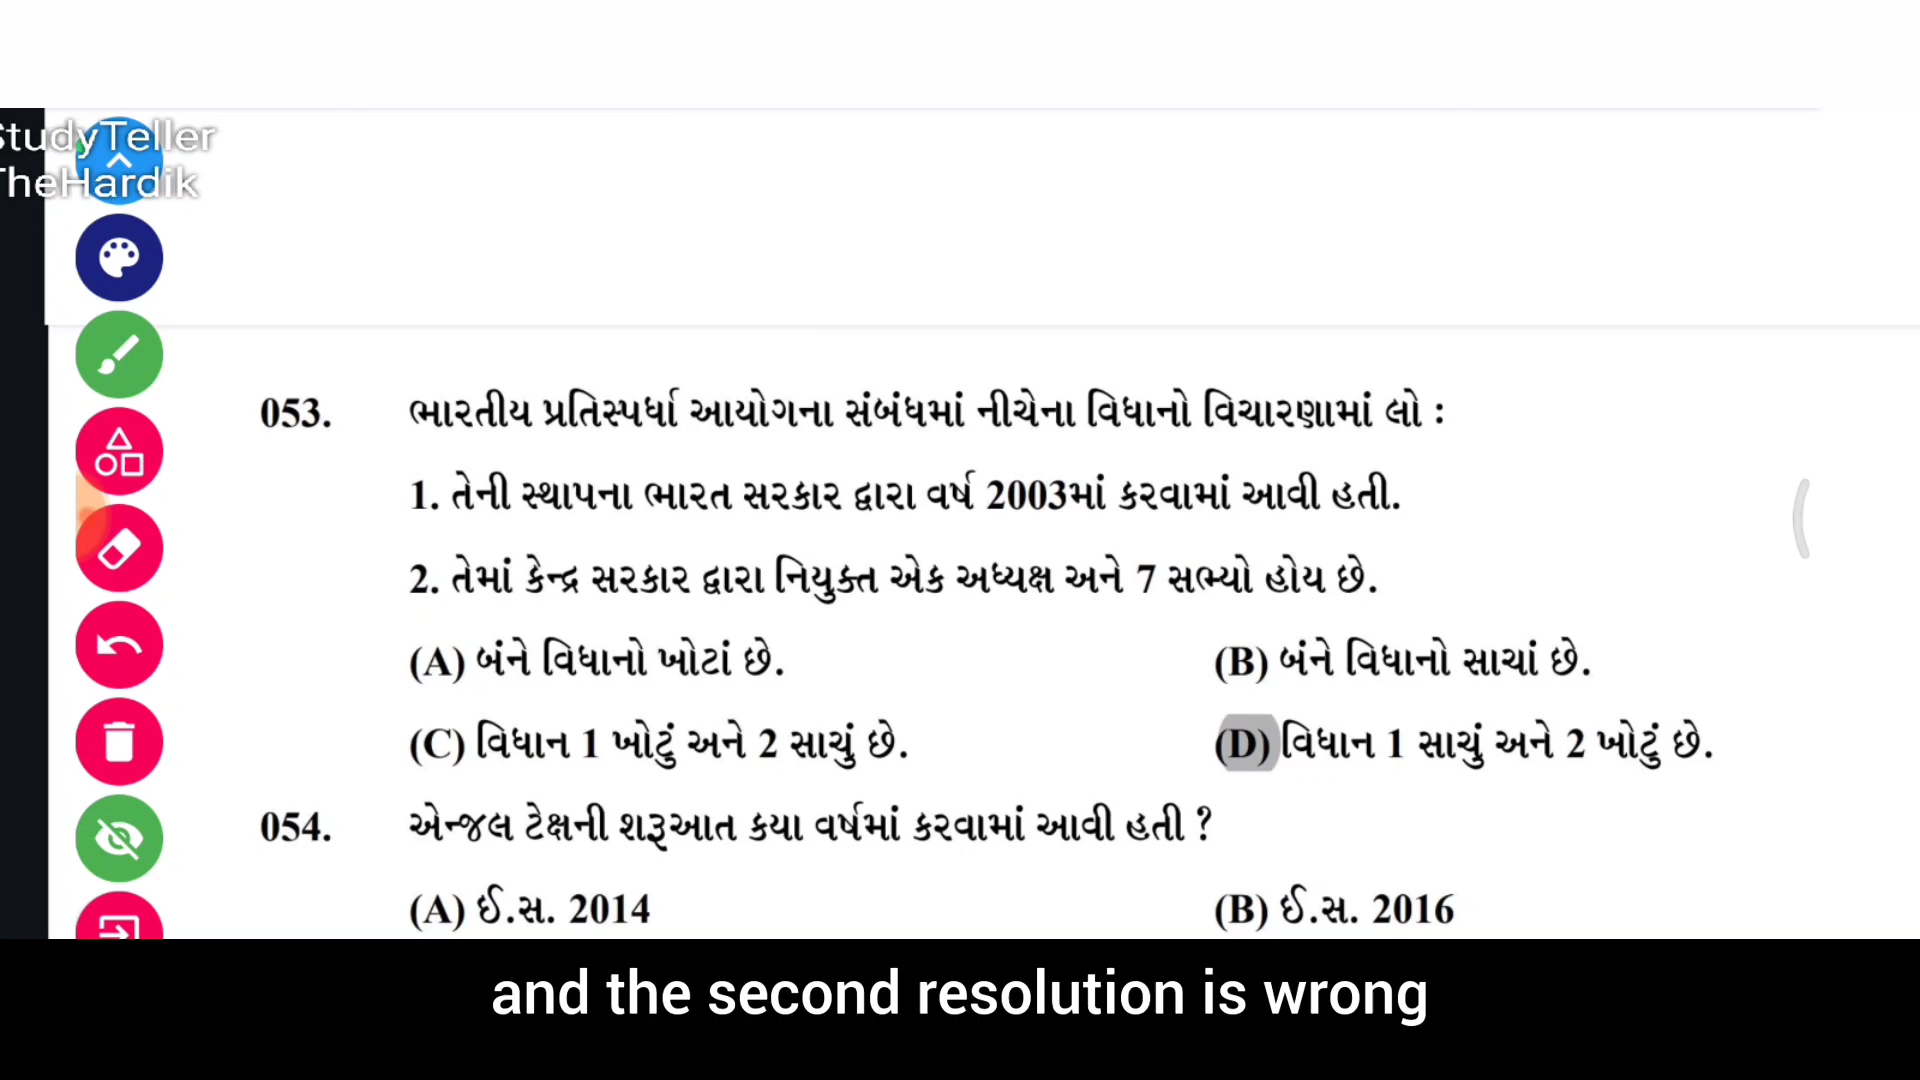 StudyTeller
TheHardik
053. ભારતીય પ્રતિસ્પર્ધા આયોગના સંબંધમાં નીચેના વિધાનો વિચારણામાં લો :
1. તેની સ્થાપના ભારત સરકાર દ્વારા વર્ષ 2003માં કરવામાં આવી હતી.
2. તેમાં કેન્દ્ર સરકાર દ્વારા નિયુક્ત એક અધ્યક્ષ અને 7 સભ્યો હોય છે.
(A) બંને વિધાનો ખોટાં છે. (B) બંને વિધાનો સાચાં છે.
(C) વિધાન 1 ખોટું અને 2 સાચું છે. (D) વિધાન 1 સાચું અને 2 ખોટું છે.
054. એન્જલ ટેક્ષની શરૂઆત કયા વર્ષમાં કરવામાં આવી હતી ?
(A) ઈ.સ. 2014 (B) ઈ.સ. 2016
and the second resolution is wrong